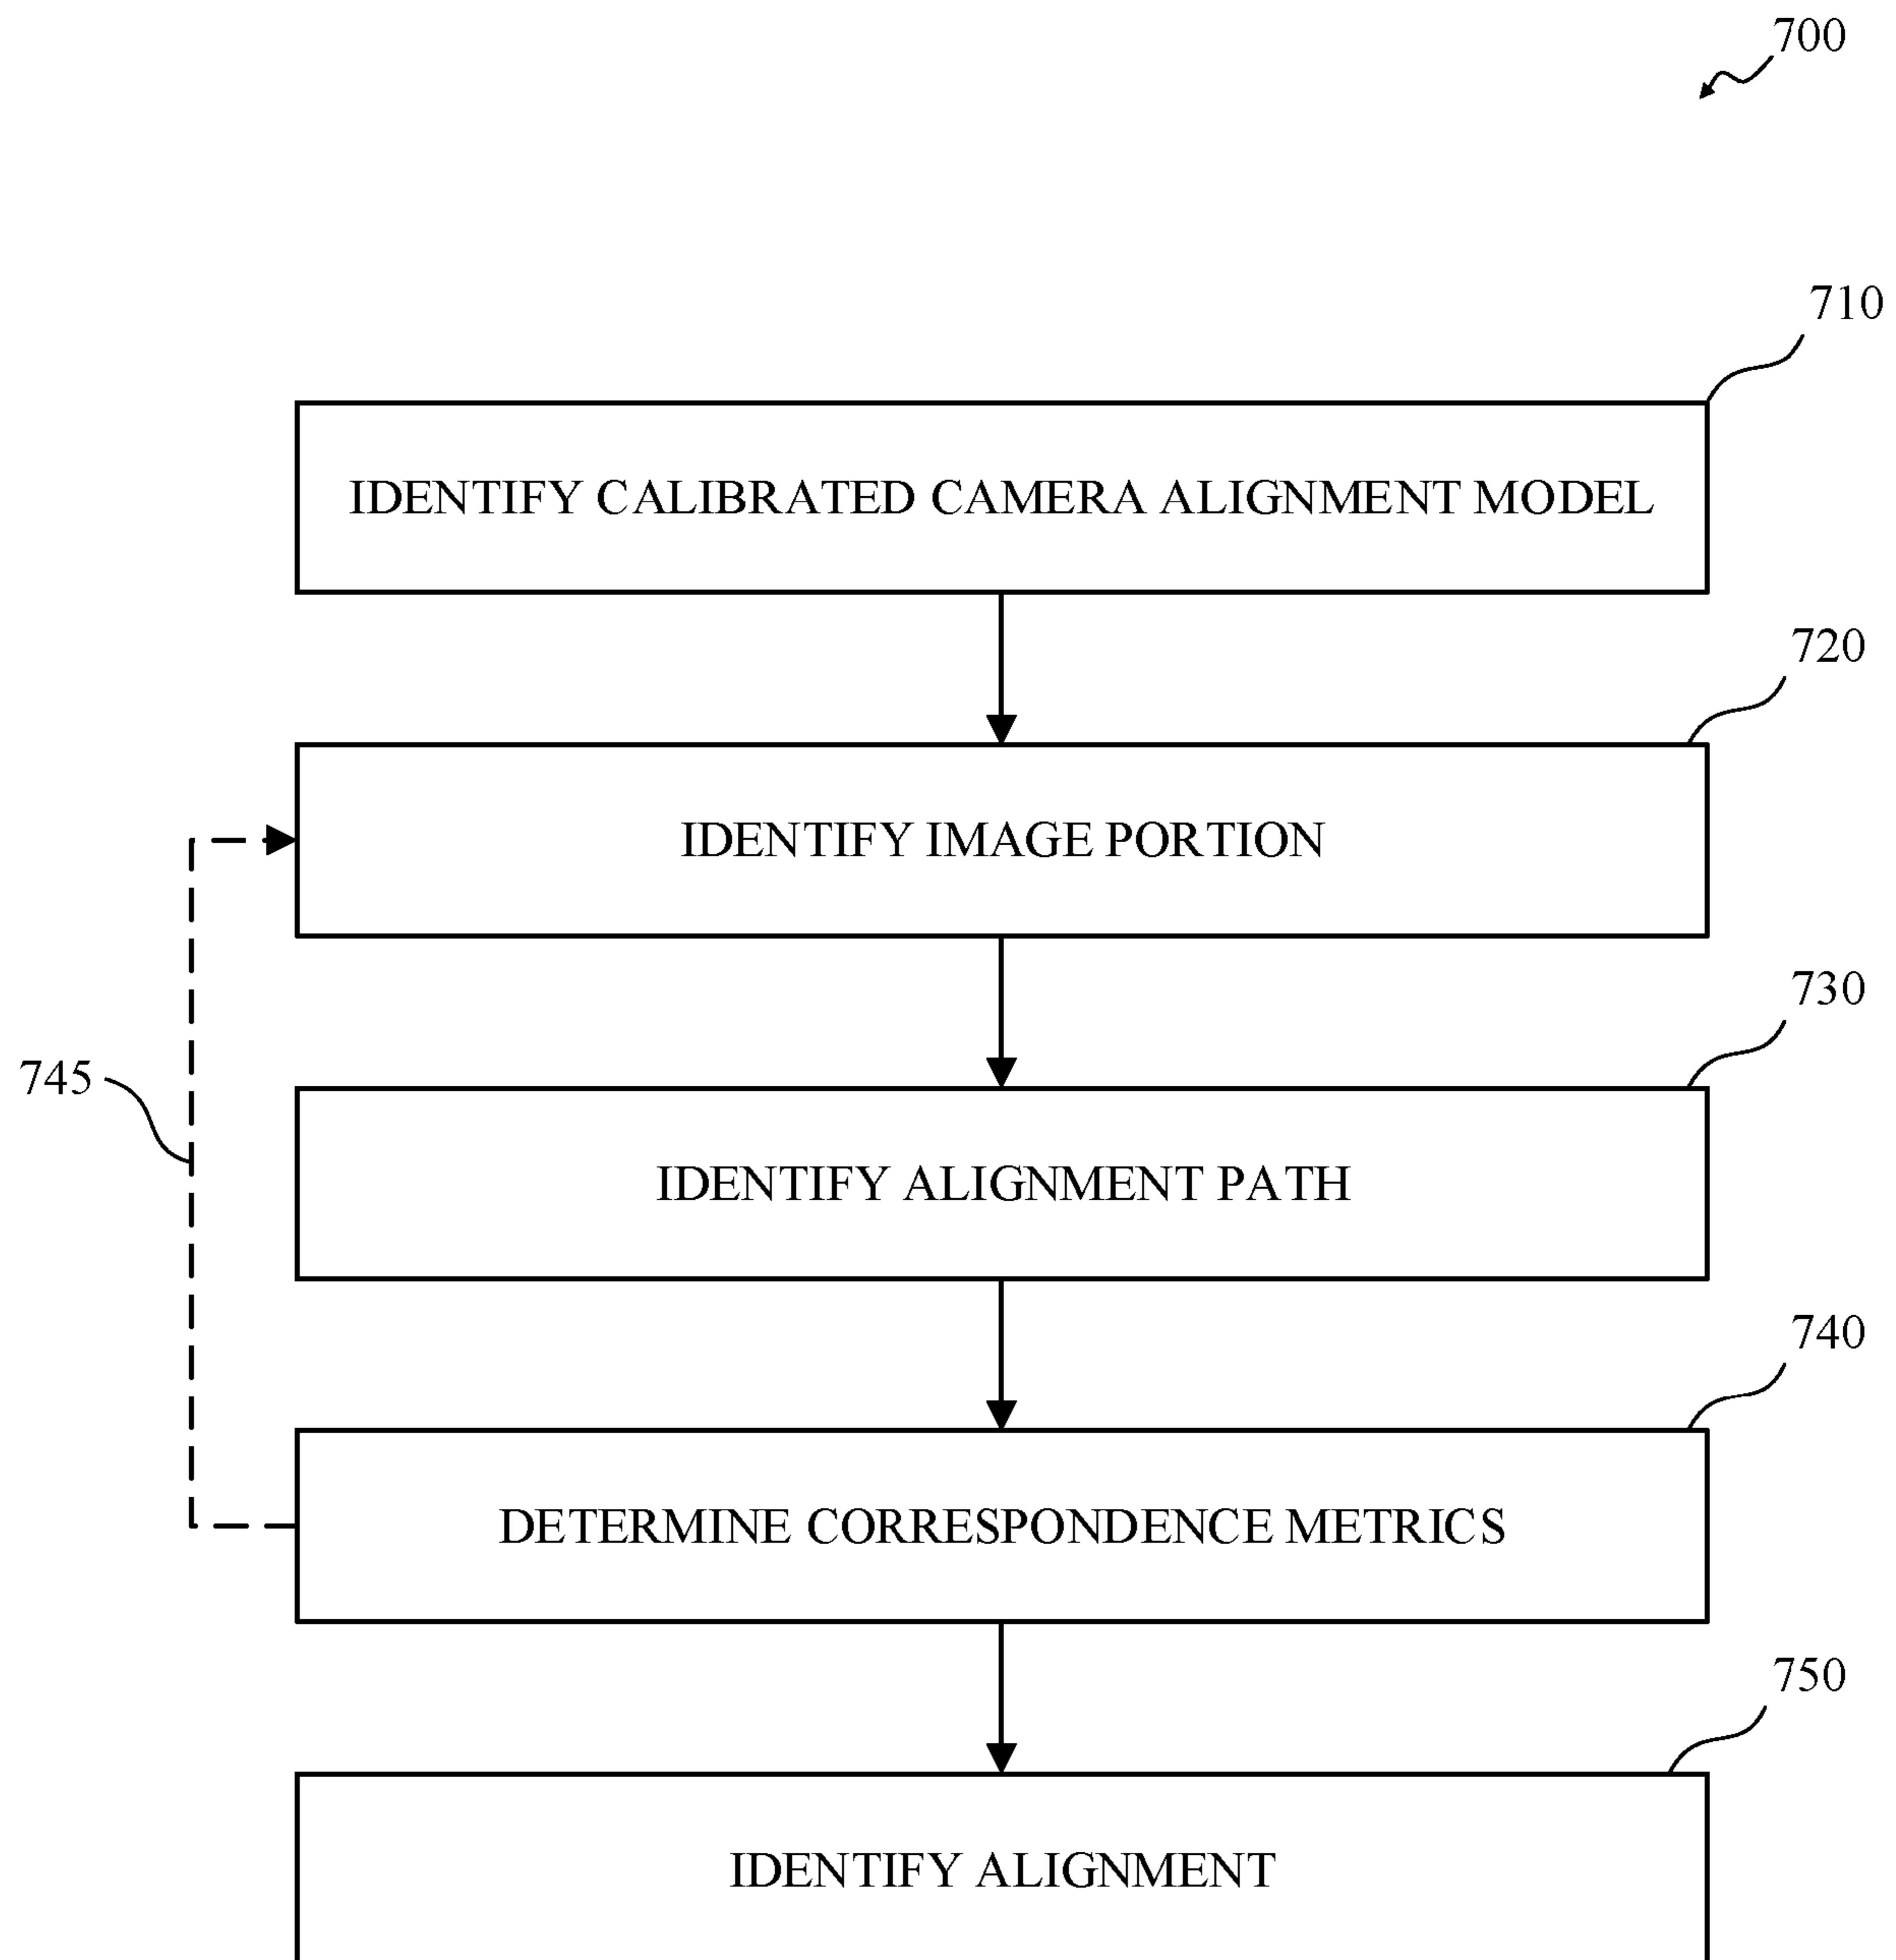 700
710
IDENTIFY CALIBRATED CAMERA ALIGNMENT MODEL
720
IDENTIFY IMAGE PORTION
730
745
IDENTIFY ALIGNMENT PATH
740
DETERMINE CORRESPONDENCE METRICS
750
IDENTIFY ALIGNMENT